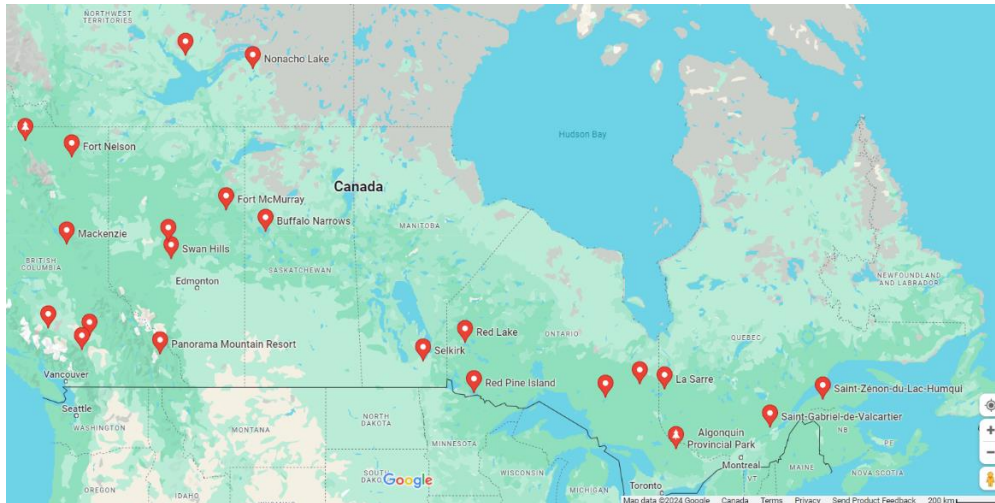 NORTHWEST
TERRITORIES
Nonacho Lake
Hudson Bay
Fort Nelson
Canada
Fort McMurray
Buffalo Narrows
MANITOBA
Mackenzie
Swan Hills
BRITISH
COLUMBIA
SASKATCHEWAN
Edmonton
NEWFOUNDLAND
AND LABRADOR
Red Lake
ONTARIO
QUEBEC
Panorama Mountain Resort
Selkirk
Vancouver
Red Pine Island
La Sarre
Saint-Zénon-du-Lac-Humqui
Seattle
WASHINGTON
MONTANA
NORTH
DAKOTA
MINNESOTA
Saint-Gabriel-de-Valcartier
Algonquin
Provincial Park
NB
PE
Montreal
MAINE
NOVA SCOTIA
OREGON
IDAHO
SOUTH
DAKOTA
Google
WISCONSIN
MICHIGAN
Toronto
VT
Map data ©2024 Google Canada Terms Privacy Send Product Feedback 200 km